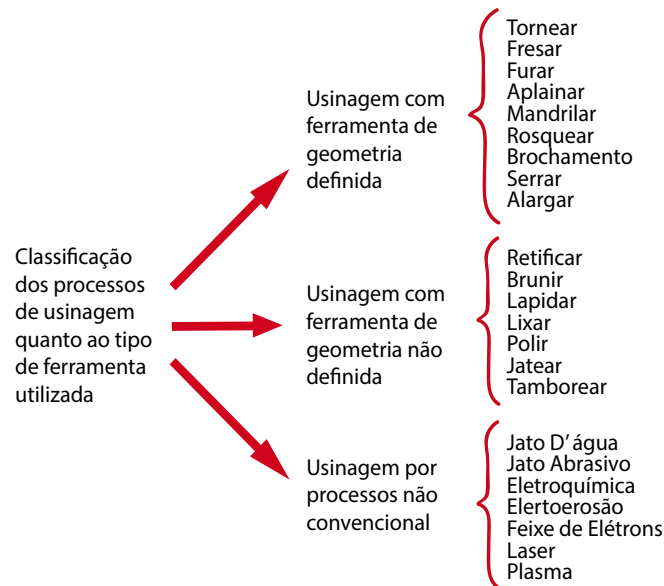 Classificação
dos processos
de usinagem
quanto ao tipo
de ferramenta
utilizada
Usinagem com
ferramenta de
geometria
definida
Tornear
Fresar
Furar
Aplainar
Mandrilar
Rosquear
Brochamento
Serrar
Alargar
Usinagem com
ferramenta de
geometria não
definida
Retificar
Brunir
Lapidar
Lixar
Polir
Jatear
Tamborear
Usinagem por
processos não
convencional
Jato D’água
Jato Abrasivo
Eletroquímica
Elertoerosão
Feixe de Elétrons
Laser
Plasma